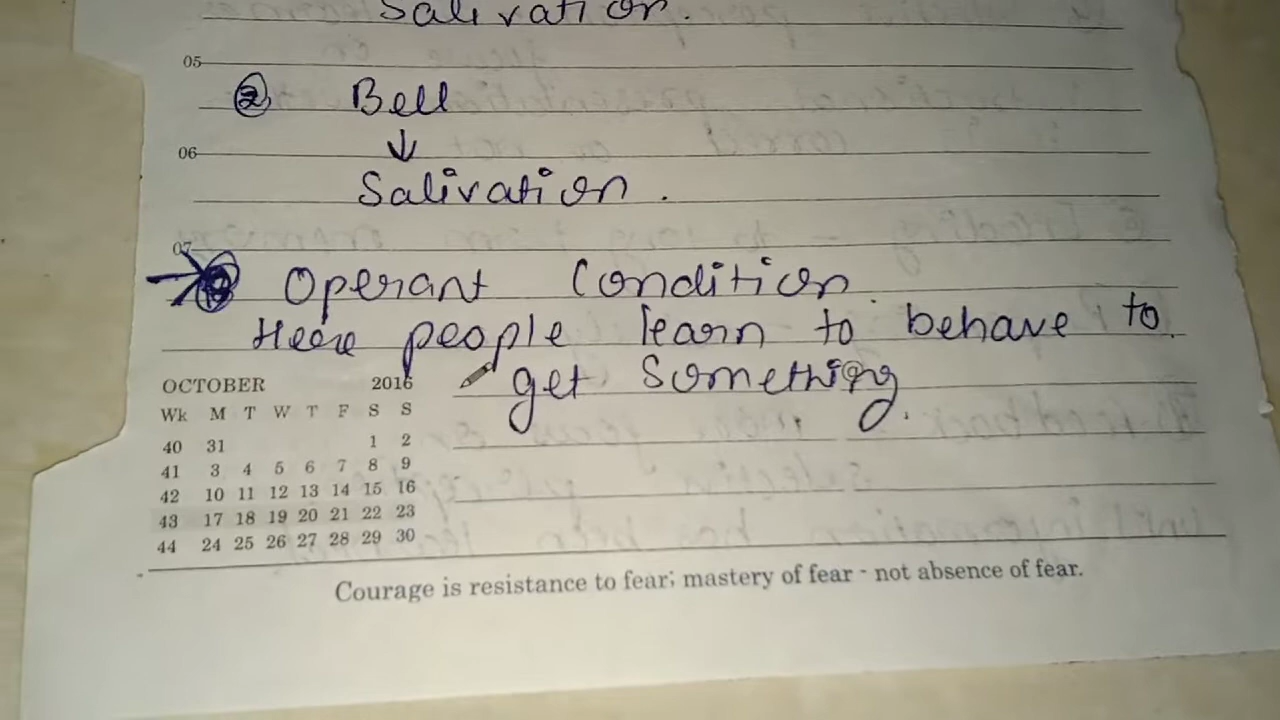 Salivation.
05
② Bell
↓
06
Salivation.
07
→ Operant Condition.
Heere people learn to behave to
get something.
OCTOBER 2016
Wk M T W T F S S
40 31 1 2
41 3 4 5 6 7 8 9
42 10 11 12 13 14 15 16
43 17 18 19 20 21 22 23
44 24 25 26 27 28 29 30
Courage is resistance to fear; mastery of fear - not absence of fear.